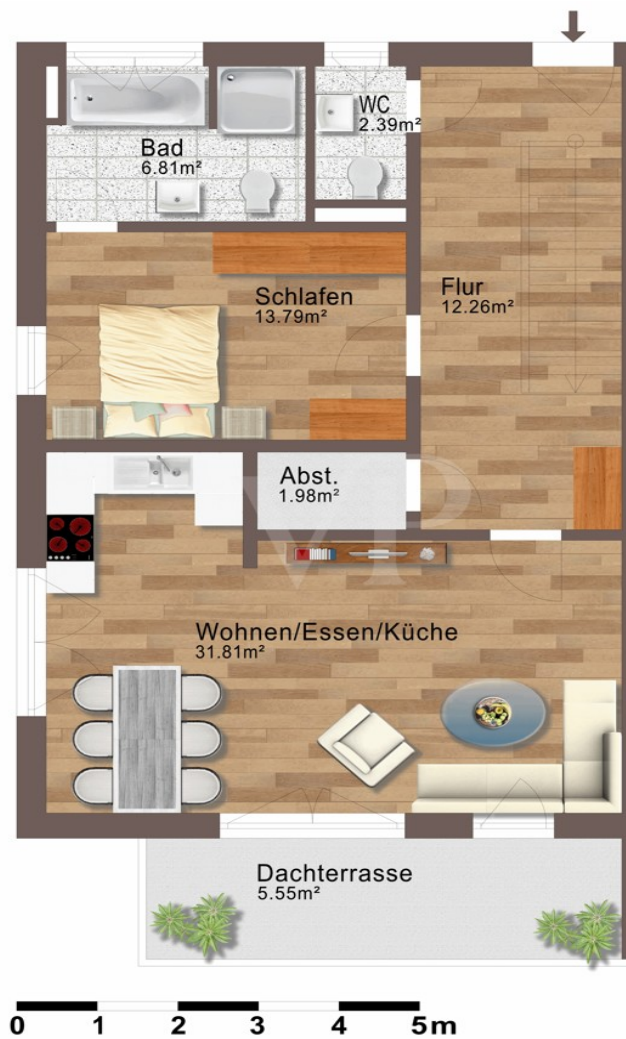 WC
2.39m²
Bad
6.81m²
Schlafen
13.79m²
Flur
12.26m²
Abst.
1.98m²
VP
Wohnen/Essen/Küche
31.81m²
Dachterrasse
5.55m²
0 1 2 3 4 5m